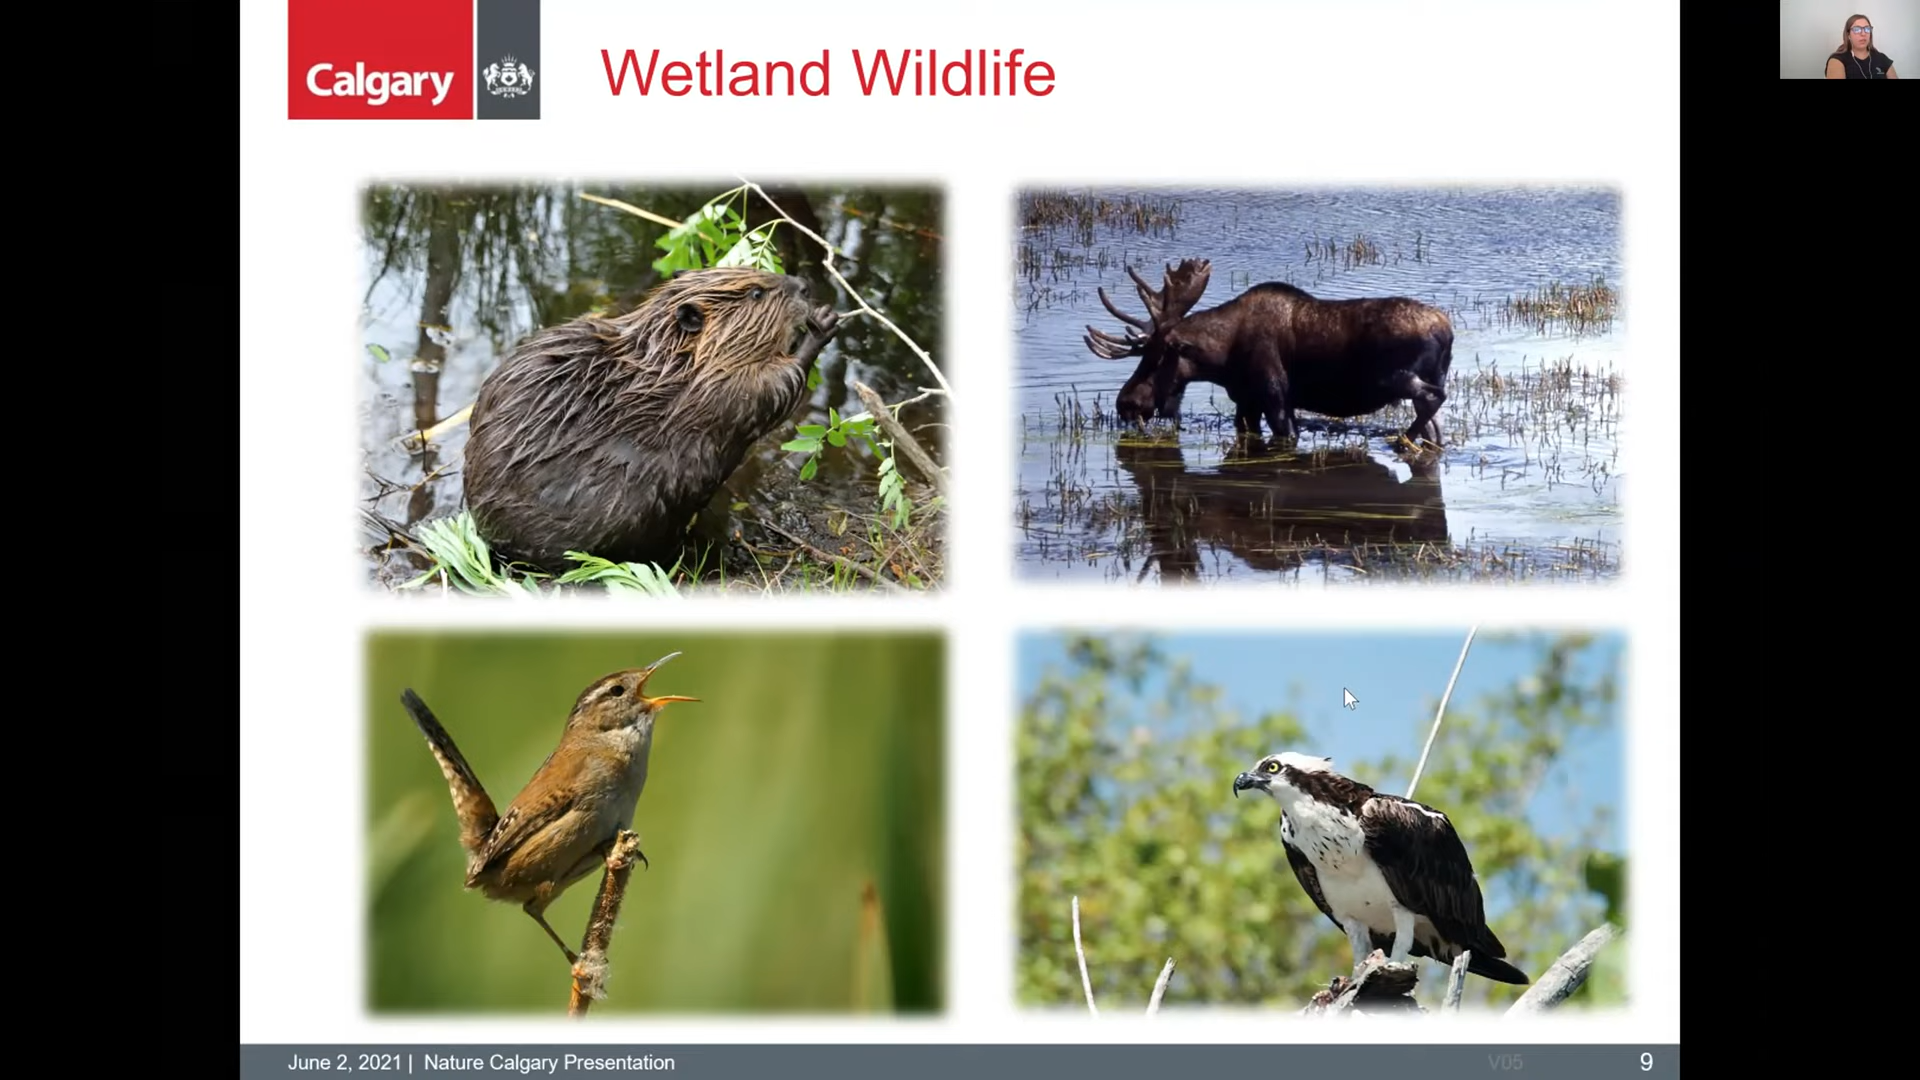 Calgary
Wetland Wildlife
June 2, 2021 | Nature Calgary Presentation
V05
9